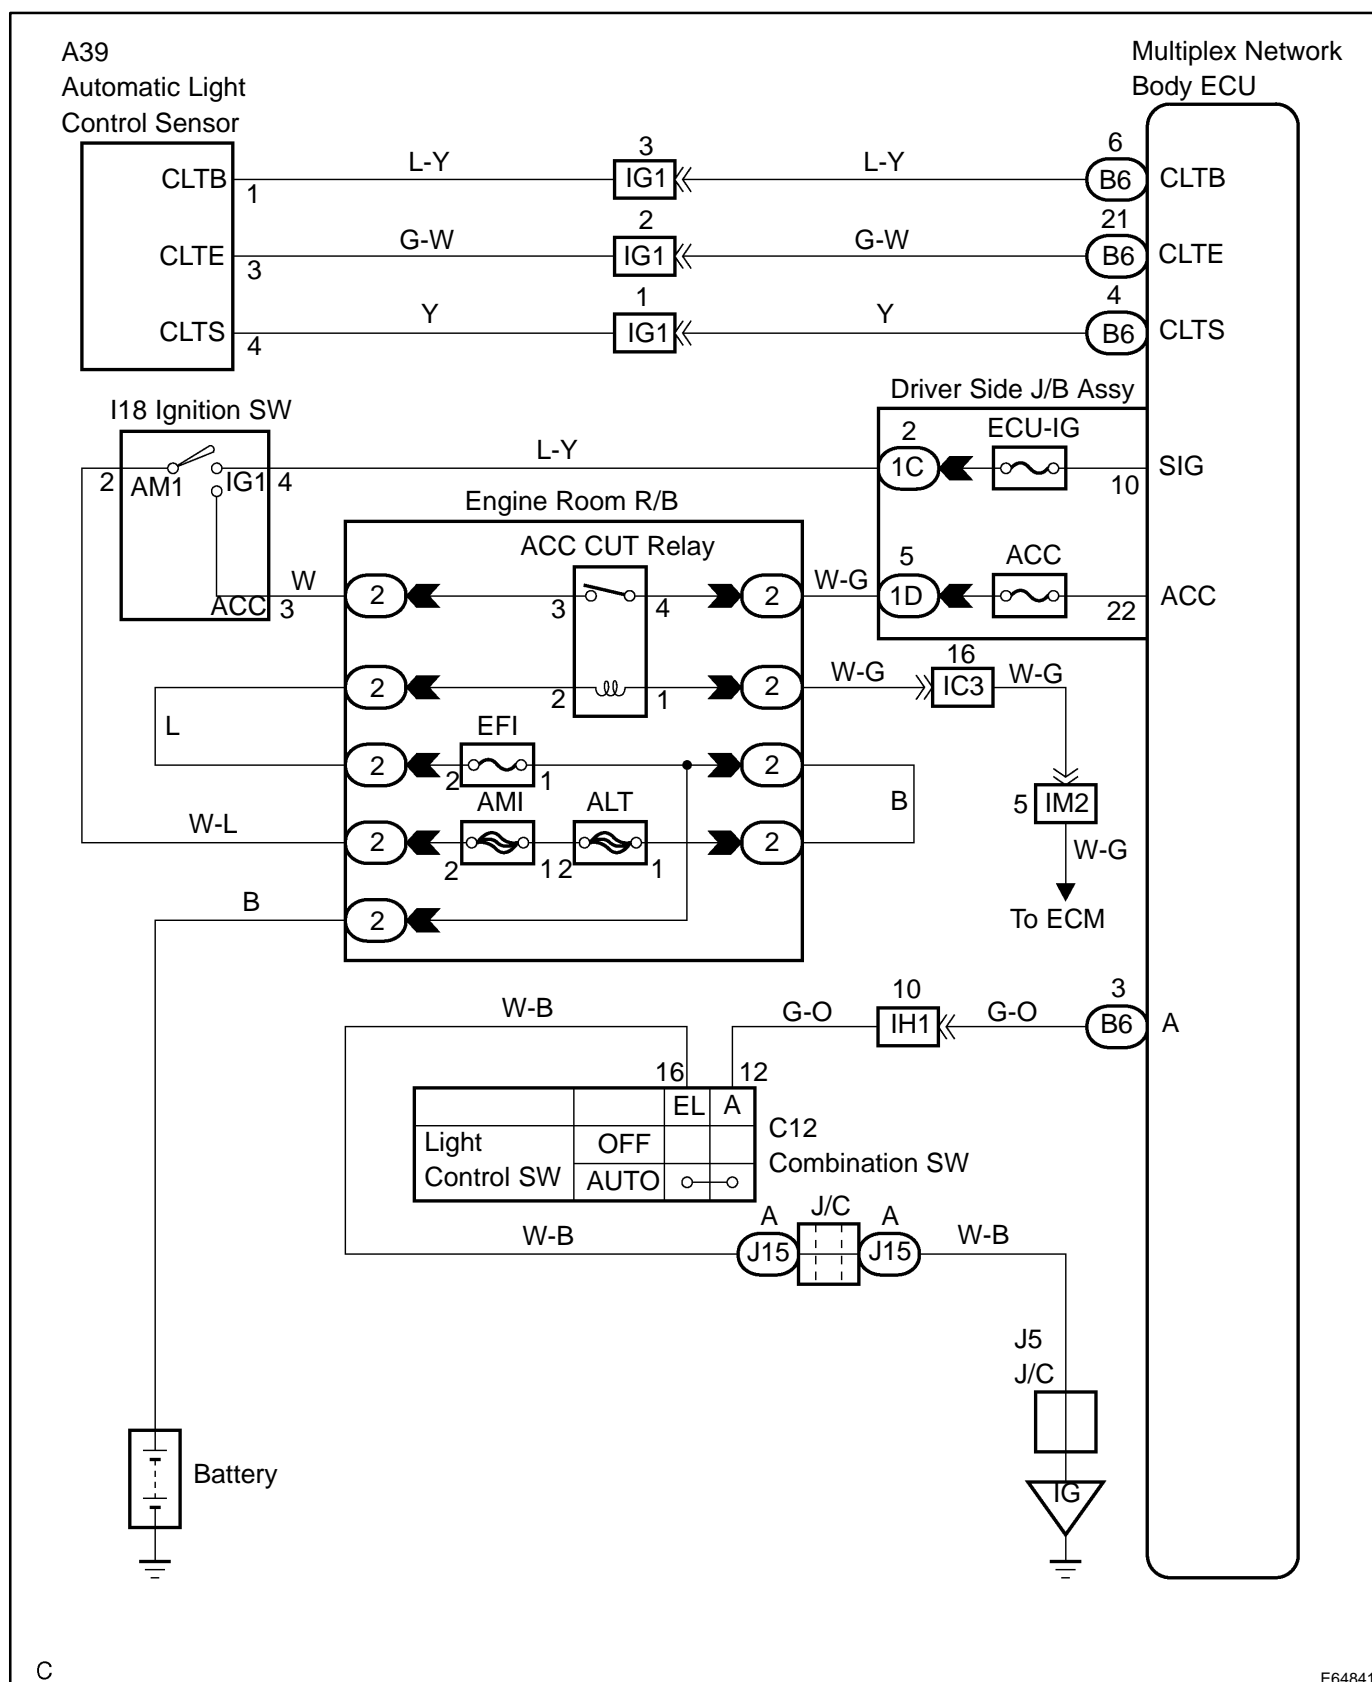 A39
Automatic Light
Control Sensor
Multiplex Network
Body ECU
CLTB 1 L-Y 3 IG1 L-Y 6 B6 CLTB
CLTE 3 G-W 2 IG1 G-W 21 B6 CLTE
CLTS 4 Y 1 IG1 Y 4 B6 CLTS
I18 Ignition SW
Driver Side J/B Assy
2 AM1 IG1 4 L-Y 2 1C ECU-IG 10 SIG
Engine Room R/B
ACC CUT Relay
ACC 3 W 2 3 4 2 W-G 5 1D ACC 22 ACC
2 2 1 2 W-G 16 IC3 W-G
L
EFI
2 2 1 2
B
5 IM2
AMI ALT
W-L 2 2 1 2 1 2
W-G
B 2
To ECM
W-B
G-O 10 IH1 G-O 3 B6 A
16 12
EL A
Light
Control SW
OFF
AUTO
C12
Combination SW
W-B A J15 J/C A J15 W-B
J5
J/C
IG
Battery
C
E64841